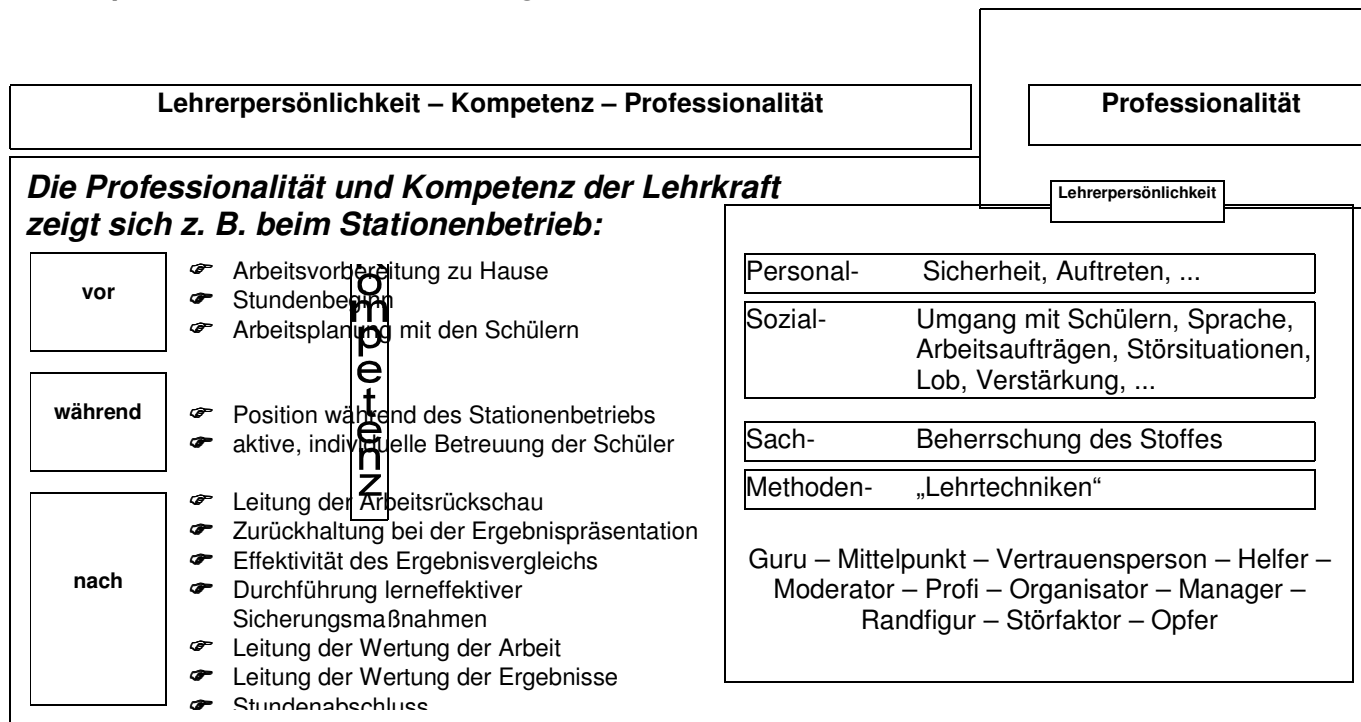 Lehrerpersönlichkeit – Kompetenz – Professionalität
Professionalität
Lehrerpersönlichkeit
Die Professionalität und Kompetenz der Lehrkraft
zeigt sich z. B. beim Stationenbetrieb:
vor
☞ Arbeitsvorbereitung zu Hause
☞ Stundenbeginn
☞ Arbeitsplanung mit den Schülern
während
☞ Position während des Stationenbetriebs
☞ aktive, individuelle Betreuung der Schüler
nach
☞ Leitung der Arbeitsrückschau
☞ Zurückhaltung bei der Ergebnispräsentation
☞ Effektivität des Ergebnisvergleichs
☞ Durchführung lerneffektiver
Sicherungsmaßnahmen
☞ Leitung der Wertung der Arbeit
☞ Leitung der Wertung der Ergebnisse
☞ Stundenabschluss
ompetenz
Personal- Sicherheit, Auftreten, ...
Sozial- Umgang mit Schülern, Sprache,
Arbeitsaufträgen, Störsituationen,
Lob, Verstärkung, ...
Sach- Beherrschung des Stoffes
Methoden- „Lehrtechniken“
Guru – Mittelpunkt – Vertrauensperson – Helfer –
Moderator – Profi – Organisator – Manager –
Randfigur – Störfaktor – Opfer